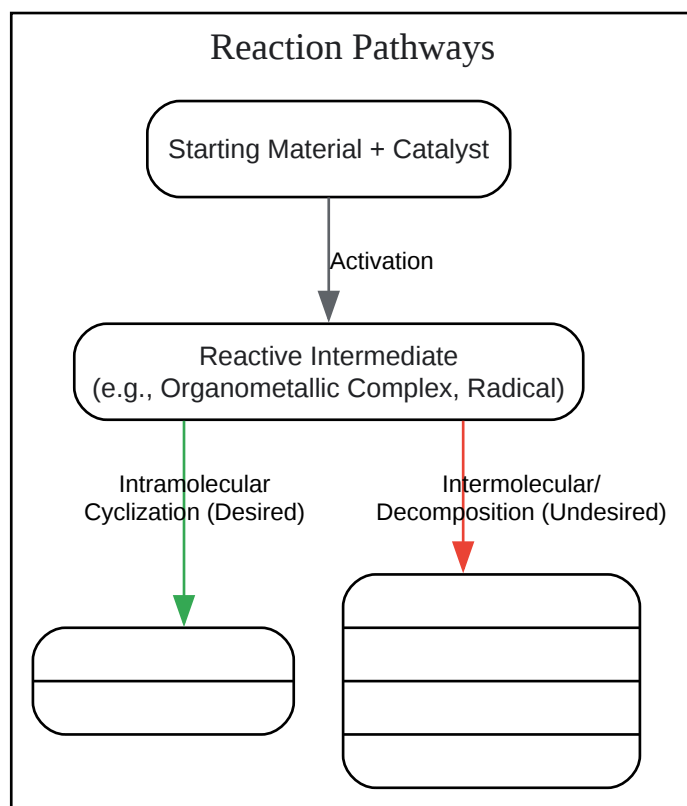 Reaction Pathways
Starting Material + Catalyst
Activation
Reactive Intermediate
(e.g., Organometallic Complex, Radical)
Intramolecular
Cyclization (Desired)
Intermolecular/
Decomposition (Undesired)